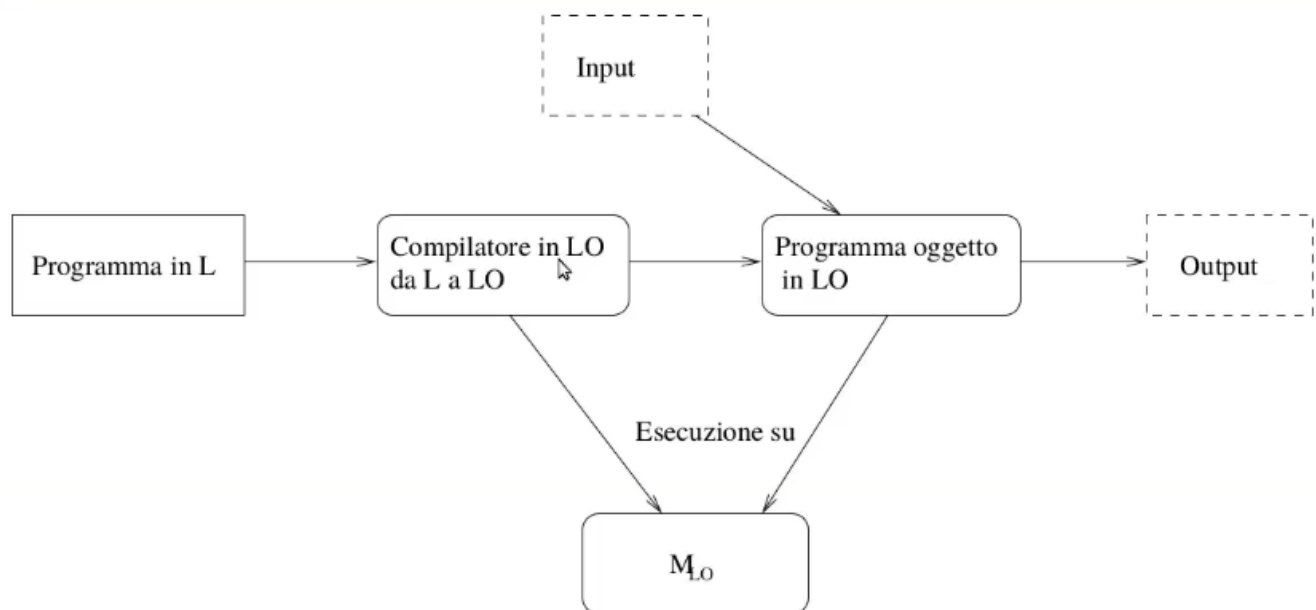 Input
Programma in L
Compilatore in LO
da L a LO
Programma oggetto
in LO
Output
Esecuzione su
MLO